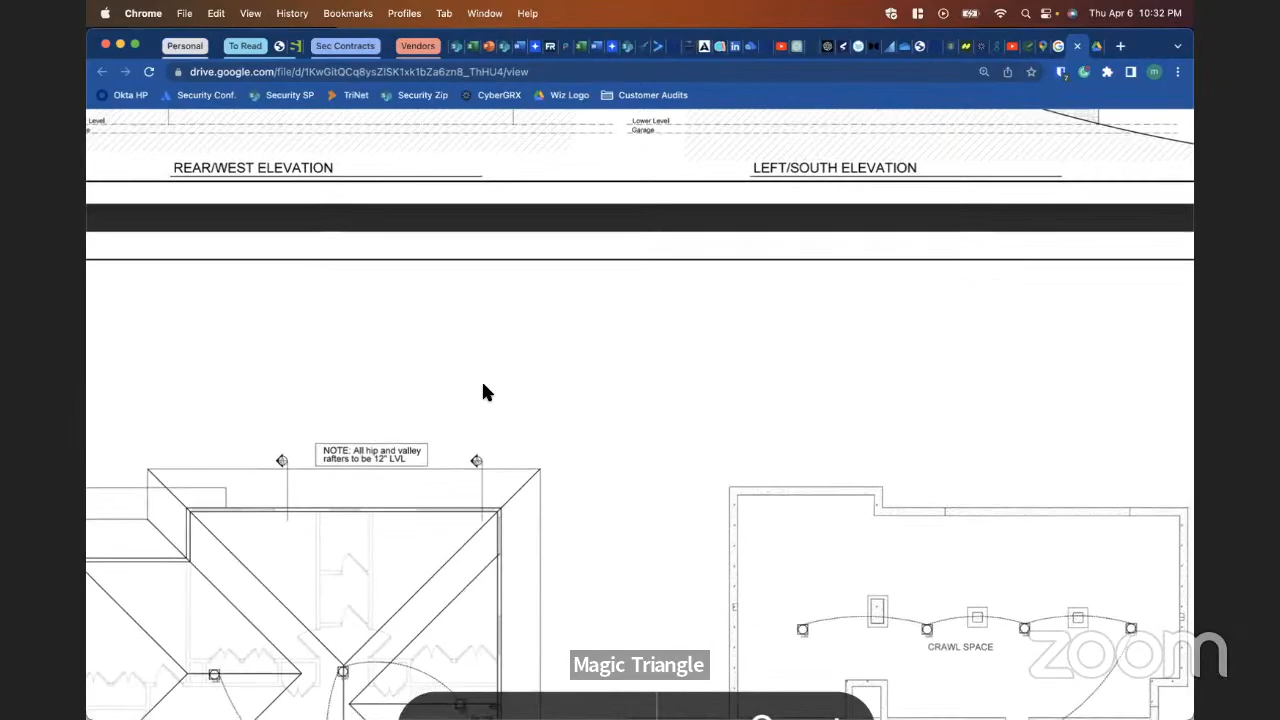 Chrome File Edit View History Bookmarks Profiles Tab Window Help Thu Apr 6 10:32 PM
Personal To Read Sec Contracts Vendors
drive.google.com/file/d/1KwGitQCq8ysZlSK1xk1bZa6zn8_ThHU4/view
Okta HP Security Conf. Security SP TriNet Security Zip CyberGRX Wiz Logo Customer Audits
Level Lower Level
Garage
REAR/WEST ELEVATION LEFT/SOUTH ELEVATION
NOTE: All hip and valley
rafters to be 12" LVL
CRAWL SPACE
zoom
Magic Triangle